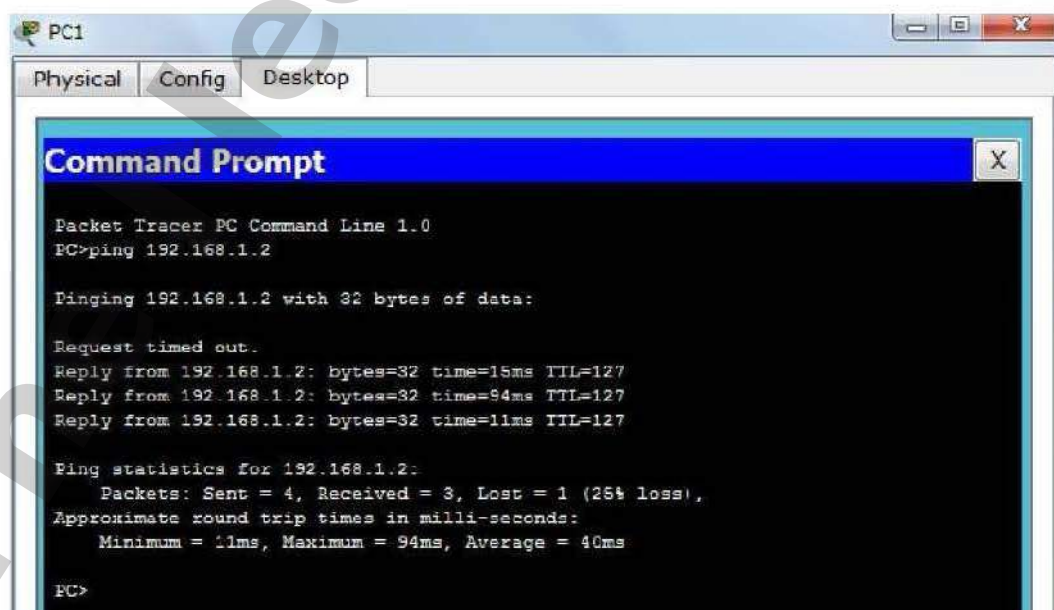 PC1
Physical Config Desktop
Command Prompt
X
Packet Tracer PC Command Line 1.0
PC>ping 192.168.1.2
Pinging 192.168.1.2 with 32 bytes of data:
Request timed out.
Reply from 192.168.1.2: bytes=32 time=15ms TTL=127
Reply from 192.168.1.2: bytes=32 time=94ms TTL=127
Reply from 192.168.1.2: bytes=32 time=11ms TTL=127
Ping statistics for 192.168.1.2:
Packets: Sent = 4, Received = 3, Lost = 1 (25% loss),
Approximate round trip times in milli-seconds:
Minimum = 11ms, Maximum = 94ms, Average = 40ms
PC>